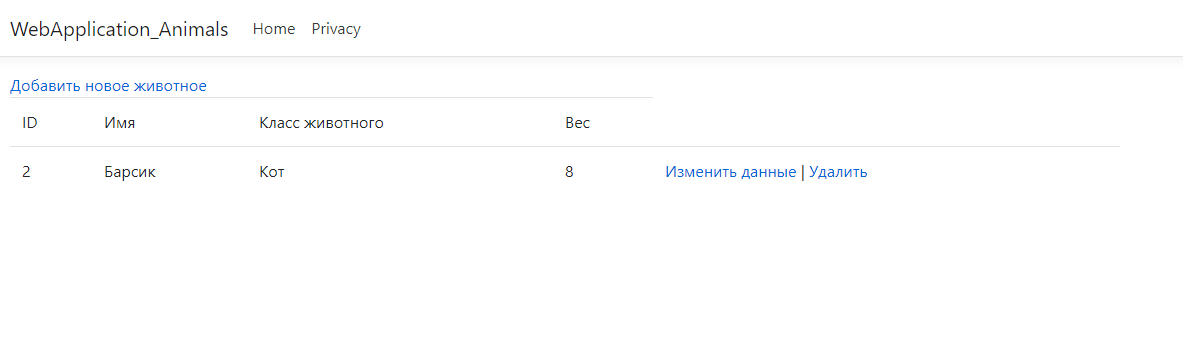 WebApplication_Animals Home Privacy
Добавить новое животное
ID Имя Класс животного Вес
2 Барсик Кот 8 Изменить данные | Удалить